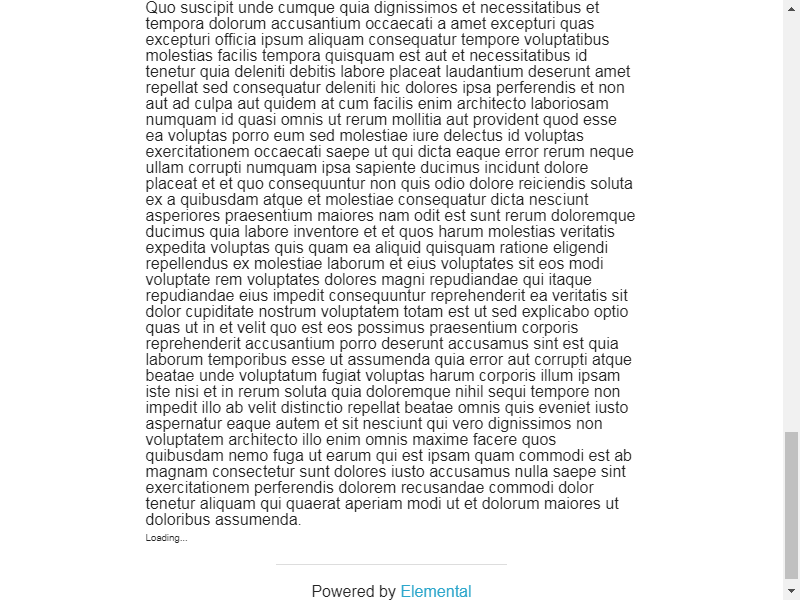 Quo suscipit unde cumque quia dignissimos et necessitatibus et
tempora dolorum accusantium occaecati a amet excepturi quas
excepturi officia ipsum aliquam consequatur tempore voluptatibus
molestias facilis tempora quisquam est aut et necessitatibus id
tenetur quia deleniti debitis labore placeat laudantium deserunt amet
repellat sed consequatur deleniti hic dolores ipsa perferendis et non
aut ad culpa aut quidem at cum facilis enim architecto laboriosam
numquam id quasi omnis ut rerum mollitia aut provident quod esse
ea voluptas porro eum sed molestiae iure delectus id voluptas
exercitationem occaecati saepe ut qui dicta eaque error rerum neque
ullam corrupti numquam ipsa sapiente ducimus incidunt dolore
placeat et et quo consequuntur non quis odio dolore reiciendis soluta
ex a quibusdam atque et molestiae consequatur dicta nesciunt
asperiores praesentium maiores nam odit est sunt rerum doloremque
ducimus quia labore inventore et et quos harum molestias veritatis
expedita voluptas quis quam ea aliquid quisquam ratione eligendi
repellendus ex molestiae laborum et eius voluptates sit eos modi
voluptate rem voluptates dolores magni repudiandae qui itaque
repudiandae eius impedit consequuntur reprehenderit ea veritatis sit
dolor cupiditate nostrum voluptatem totam est ut sed explicabo optio
quas ut in et velit quo est eos possimus praesentium corporis
reprehenderit accusantium porro deserunt accusamus sint est quia
laborum temporibus esse ut assumenda quia error aut corrupti atque
beatae unde voluptatum fugiat voluptas harum corporis illum ipsam
iste nisi et in rerum soluta quia doloremque nihil sequi tempore non
impedit illo ab velit distinctio repellat beatae omnis quis eveniet iusto
aspernatur eaque autem et sit nesciunt qui vero dignissimos non
voluptatem architecto illo enim omnis maxime facere quos
quibusdam nemo fuga ut earum qui est ipsam quam commodi est ab
magnam consectetur sunt dolores iusto accusamus nulla saepe sint
exercitationem perferendis dolorem recusandae commodi dolor
tenetur aliquam qui quaerat aperiam modi ut et dolorum maiores ut
doloribus assumenda.
Loading...
Powered by Elemental